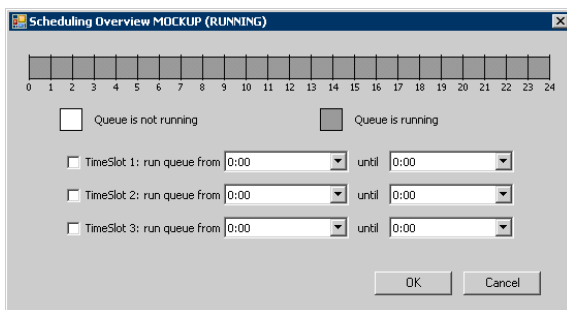 Scheduling Overview MOCKUP (RUNNING)
0 1 2 3 4 5 6 7 8 9 10 11 12 13 14 15 16 17 18 19 20 21 22 23 24
Queue is not running Queue is running
TimeSlot 1: run queue from 0:00 until 0:00
TimeSlot 2: run queue from 0:00 until 0:00
TimeSlot 3: run queue from 0:00 until 0:00
OK Cancel